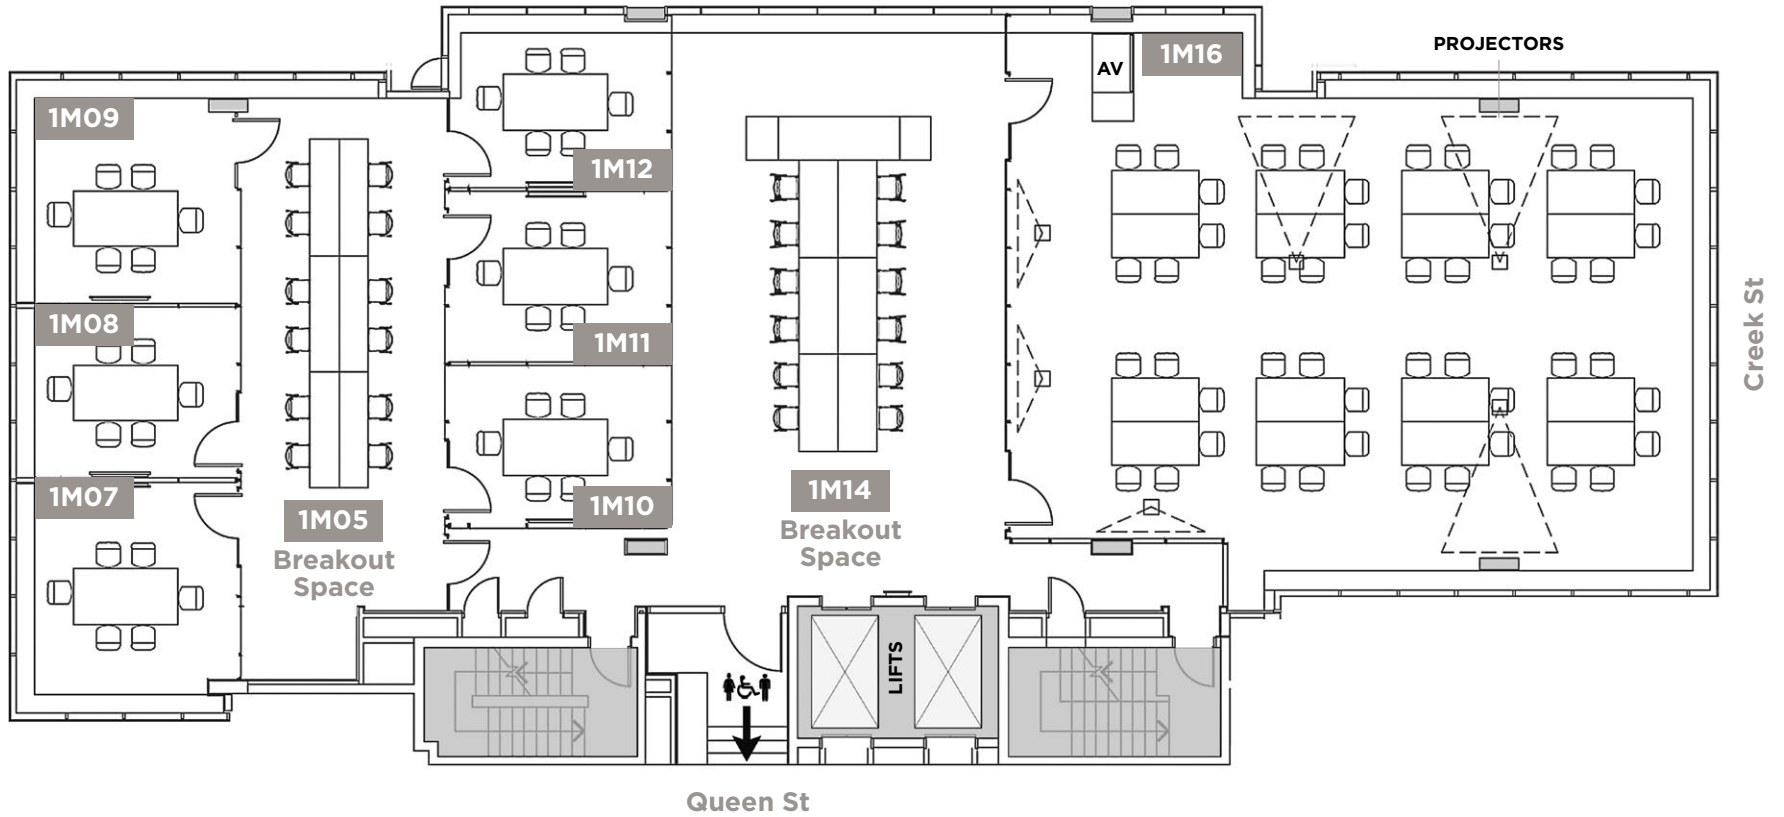 PROJECTORS
1M16
AV
1M09
1M12
1M08
1M11
1M07
1M10
1M05
Breakout
Space
1M14
Breakout
Space
LIFTS
Creek St
Queen St